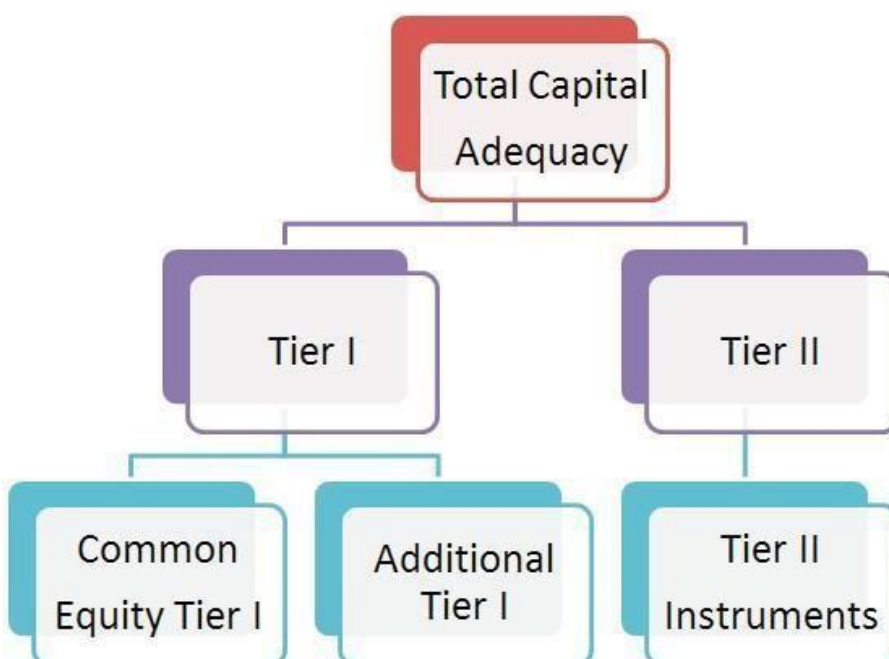 Total Capital
Adequacy
Tier I
Tier II
Common
Equity Tier I
Additional
Tier I
Tier II
Instruments